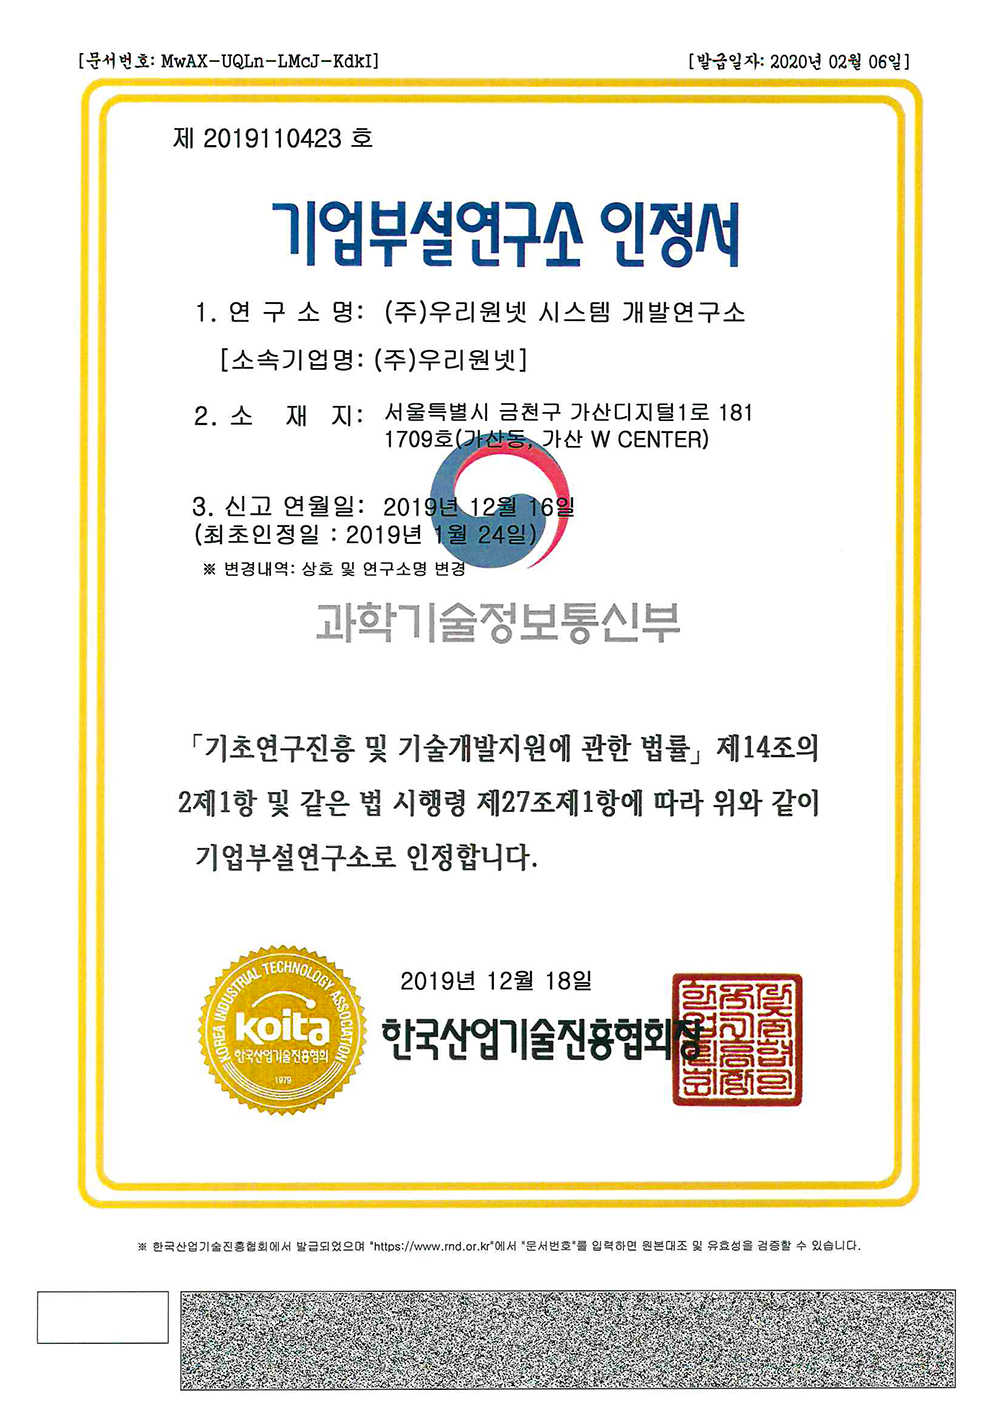 [문서번호: MwAX-UQLn-LMcJ-KdkI]
[발급일자: 2020년 02월 06일]
제 2019110423 호
기업부설연구소 인정서
1. 연 구 소 명: (주)우리원넷 시스템 개발연구소
[소속기업명: (주)우리원넷]
2. 소 재 지: 서울특별시 금천구 가산디지털1로 181
1709호(가산동, 가산 W CENTER)
3. 신고 연월일: 2019년 12월 16일
(최초인정일 : 2019년 1월 24일)
※ 변경내역: 상호 및 연구소명 변경
과학기술정보통신부
「기초연구진흥 및 기술개발지원에 관한 법률」 제14조의
2제1항 및 같은 법 시행령 제27조제1항에 따라 위와 같이
기업부설연구소로 인정합니다.
2019년 12월 18일
한국산업기술진흥협회장
KOREA INDUSTRIAL TECHNOLOGY ASSOCIATION
koita
한국산업기술진흥협회
1979
※ 한국산업기술진흥협회에서 발급되었으며 "https://www.rnd.or.kr"에서 "문서번호"를 입력하면 원본대조 및 유효성을 검증할 수 있습니다.